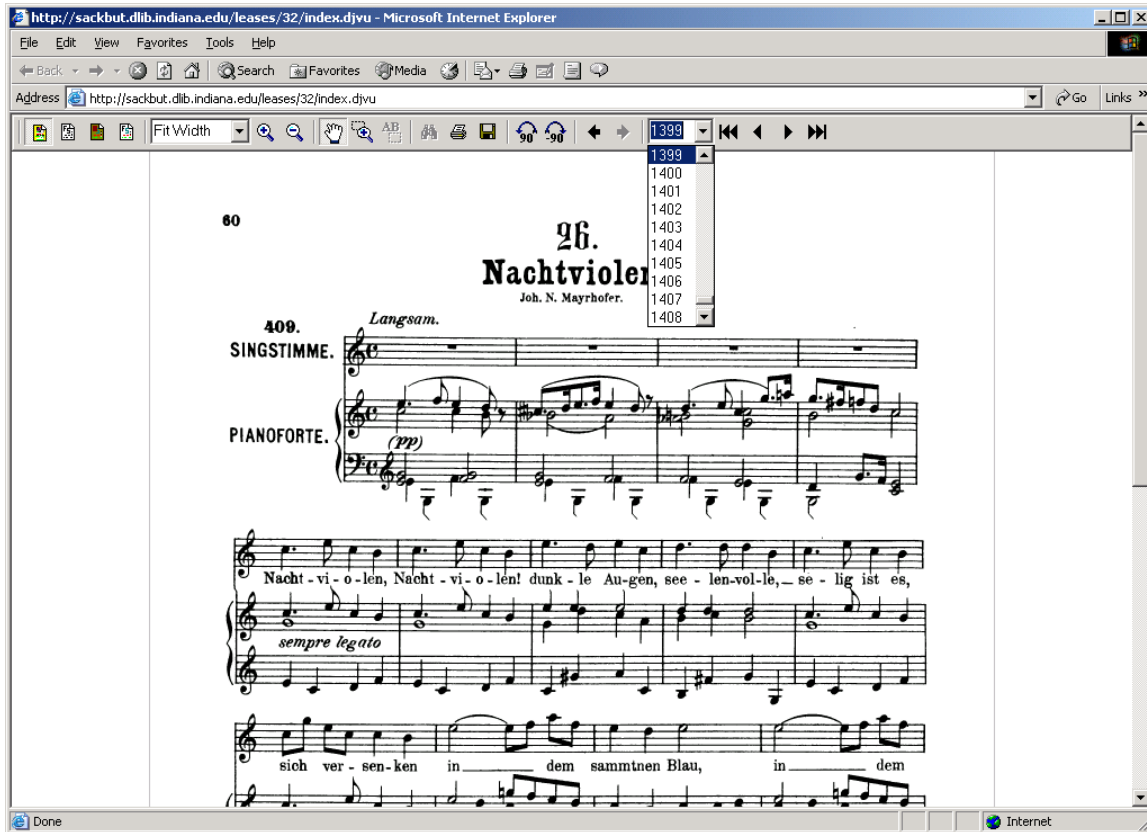 http://sackbut.dlib.indiana.edu/leases/32/index.djvu - Microsoft Internet Explorer
File Edit View Favorites Tools Help
Back Search Favorites Media
Address http://sackbut.dlib.indiana.edu/leases/32/index.djvu Go Links »
Fit Width AB 90 -90 1399
1399
1400
1401
1402
1403
1404
1405
1406
1407
1408
60
26.
Nachtviolen
Joh. N. Mayrhofer.
409.
Langsam.
SINGSTIMME.
PIANOFORTE.
(pp)
Nacht - vi - o - len, Nacht - vi - o - len! dunk - le Au - gen, see - len-vol - le, se - lig ist es,
sempre legato
sich ver - sen - ken in dem sammtnen Blau, in dem
Done Internet